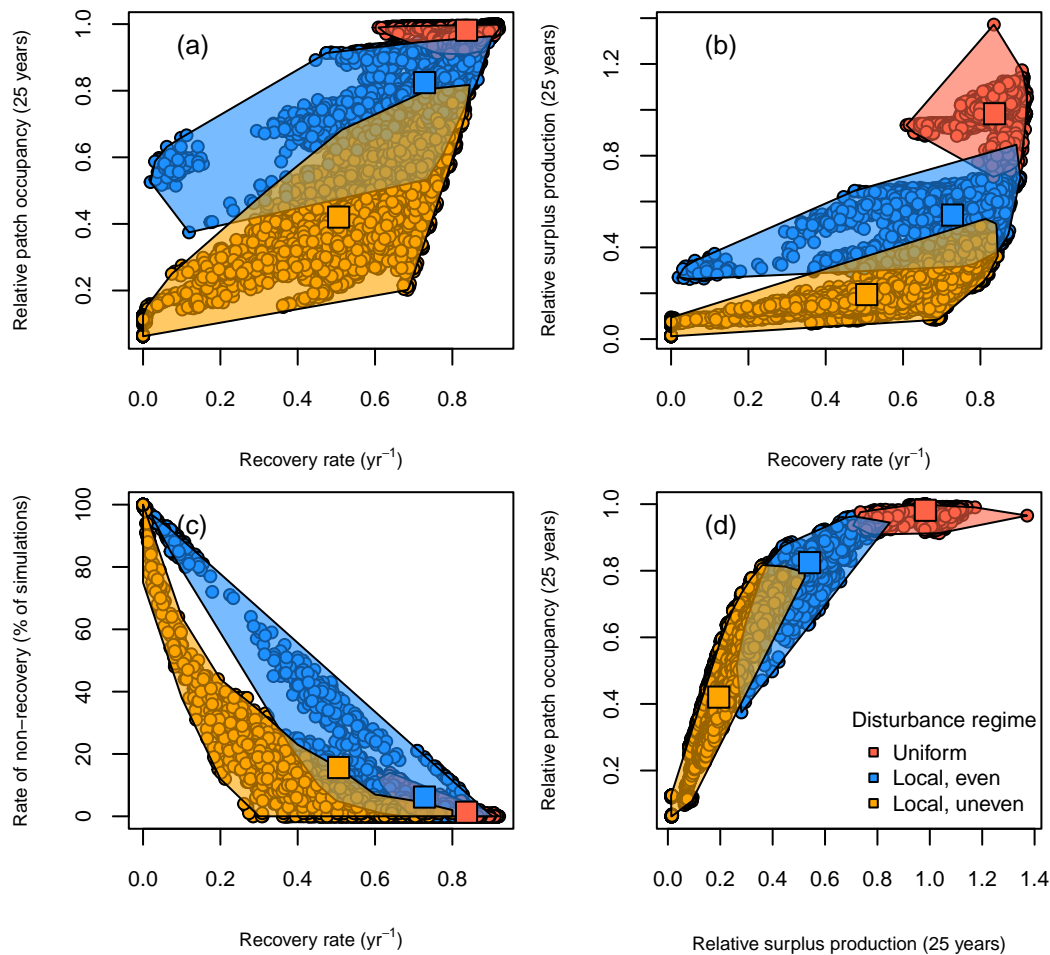 (a)
Relative patch occupancy (25 years)
1.0
0.8
0.6
0.4
0.2
0.0 0.2 0.4 0.6 0.8
Recovery rate (yr⁻¹)
(b)
Relative surplus production (25 years)
1.2
0.8
0.4
0.0
0.0 0.2 0.4 0.6 0.8
Recovery rate (yr⁻¹)
(c)
Rate of non−recovery (% of simulations)
100
80
60
40
20
0
0.0 0.2 0.4 0.6 0.8
Recovery rate (yr⁻¹)
(d)
Relative patch occupancy (25 years)
1.0
0.8
0.6
0.4
0.2
Disturbance regime
Uniform
Local, even
Local, uneven
0.0 0.2 0.4 0.6 0.8 1.0 1.2 1.4
Relative surplus production (25 years)